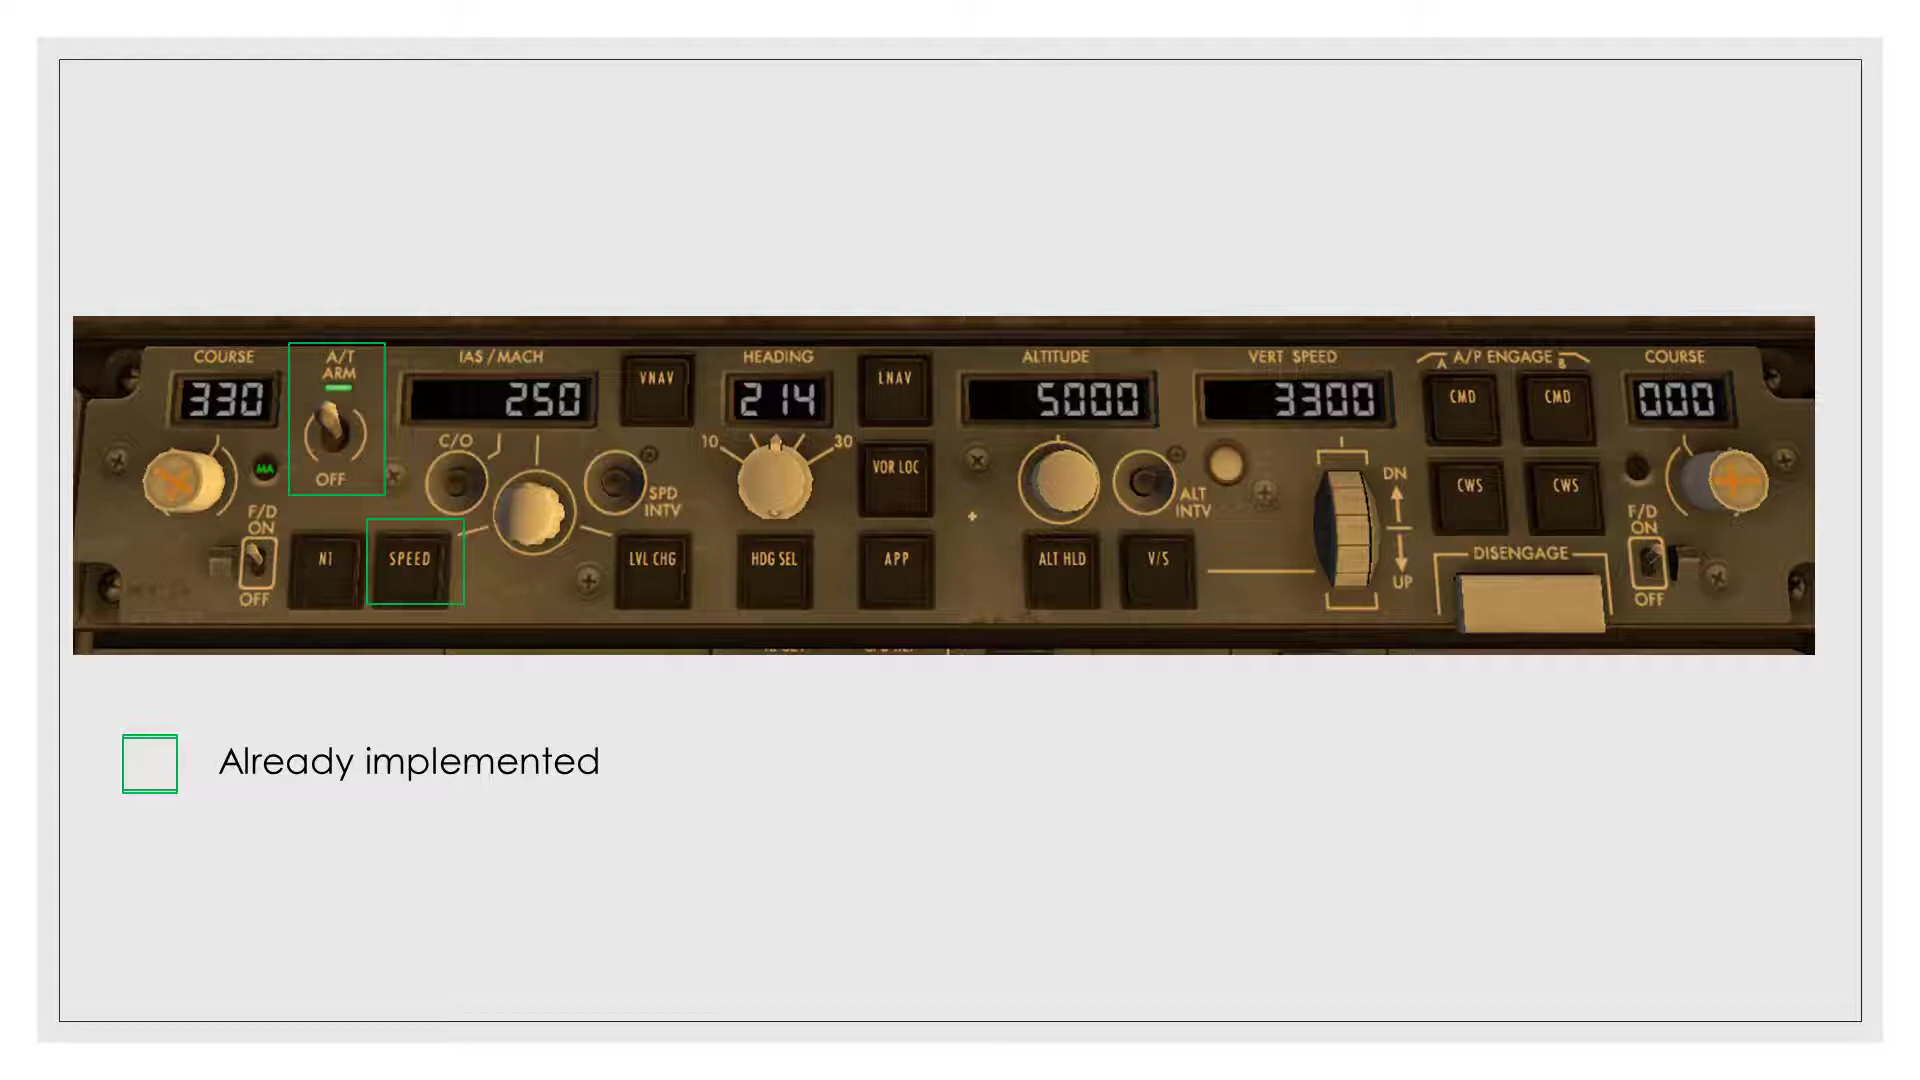 COURSE
A/T
ARM
IAS/MACH
HEADING
ALTITUDE
VERT SPEED
A/P ENGAGE
A
B
COURSE
330
250
VNAV
214
LNAV
5000
3300
CMD
CMD
000
C/O
10
30
MA
OFF
SPD
INTV
VOR LOC
ALT
INTV
DN
CWS
CWS
F/D
ON
F/D
ON
N1
SPEED
LVL CHG
HDG SEL
APP
ALT HLD
V/S
DISENGAGE
UP
OFF
OFF
Already implemented